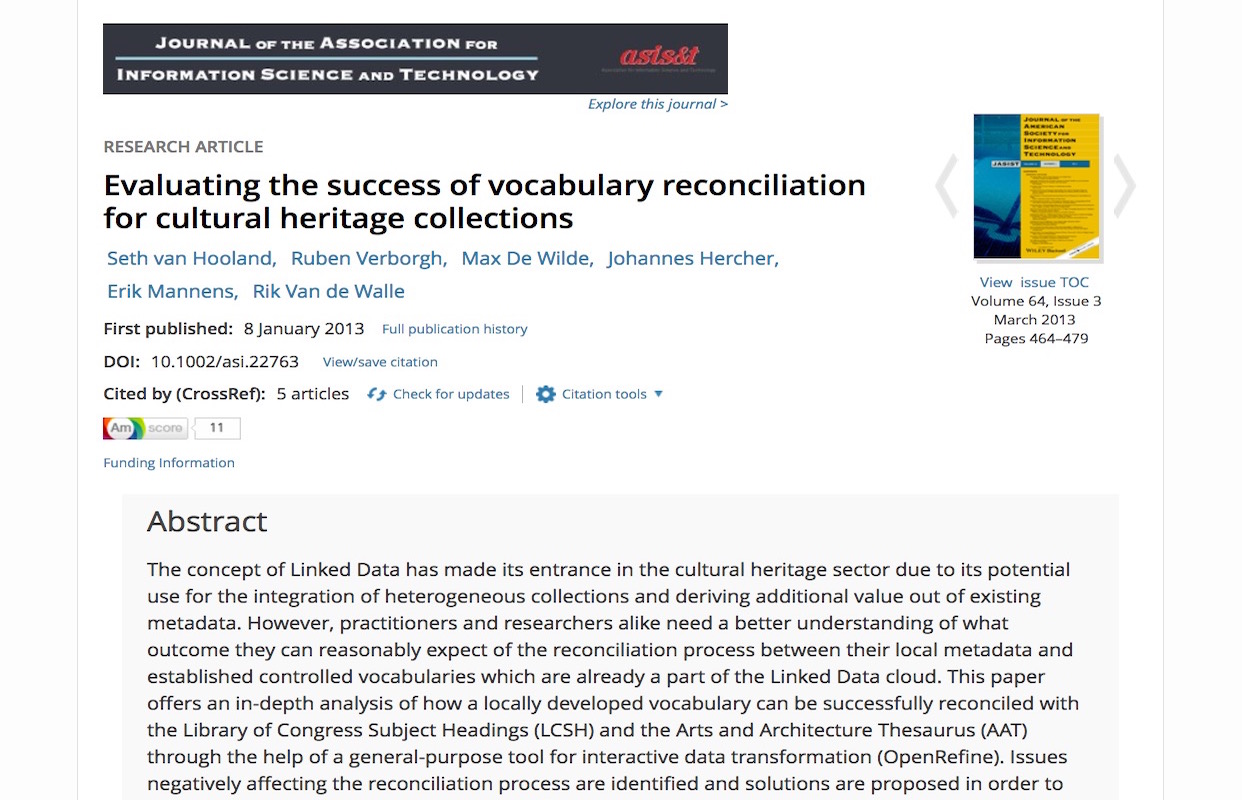 JOURNAL OF THE ASSOCIATION FOR
INFORMATION SCIENCE AND TECHNOLOGY
asis&t
Explore this journal >
RESEARCH ARTICLE
Evaluating the success of vocabulary reconciliation
for cultural heritage collections
Seth van Hooland, Ruben Verborgh, Max De Wilde, Johannes Hercher,
Erik Mannens, Rik Van de Walle
First published: 8 January 2013 Full publication history
DOI: 10.1002/asi.22763 View/save citation
Cited by (CrossRef): 5 articles Check for updates Citation tools ▼
Am score 11
Funding Information
JOURNAL OF THE
AMERICAN
SOCIETY FOR
INFORMATION
SCIENCE AND
TECHNOLOGY
JASIST
View issue TOC
Volume 64, Issue 3
March 2013
Pages 464–479
Abstract
The concept of Linked Data has made its entrance in the cultural heritage sector due to its potential
use for the integration of heterogeneous collections and deriving additional value out of existing
metadata. However, practitioners and researchers alike need a better understanding of what
outcome they can reasonably expect of the reconciliation process between their local metadata and
established controlled vocabularies which are already a part of the Linked Data cloud. This paper
offers an in-depth analysis of how a locally developed vocabulary can be successfully reconciled with
the Library of Congress Subject Headings (LCSH) and the Arts and Architecture Thesaurus (AAT)
through the help of a general-purpose tool for interactive data transformation (OpenRefine). Issues
negatively affecting the reconciliation process are identified and solutions are proposed in order to